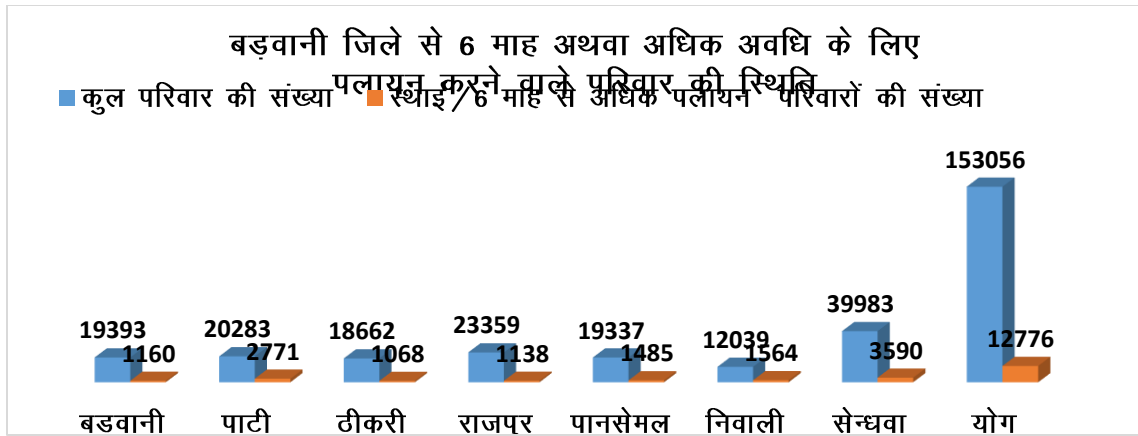 बड़वानी जिले से 6 माह अथवा अधिक अवधि के लिए
पलायन करने वाले परिवार की स्थिति
कुल परिवार की संख्या स्थाई/6 माह से अधिक पलायन परिवारों की संख्या
153056
39983
23359
20283
19393 18662 19337
12039 12776
1160 2771 1068 1138 1485 1564 3590
बडवानी पाटी ठीकरी राजपुर पानसेमल निवाली सेन्धवा योग